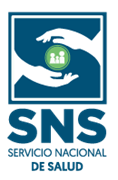 SNS
SERVICIO NACIONAL
DE SALUD